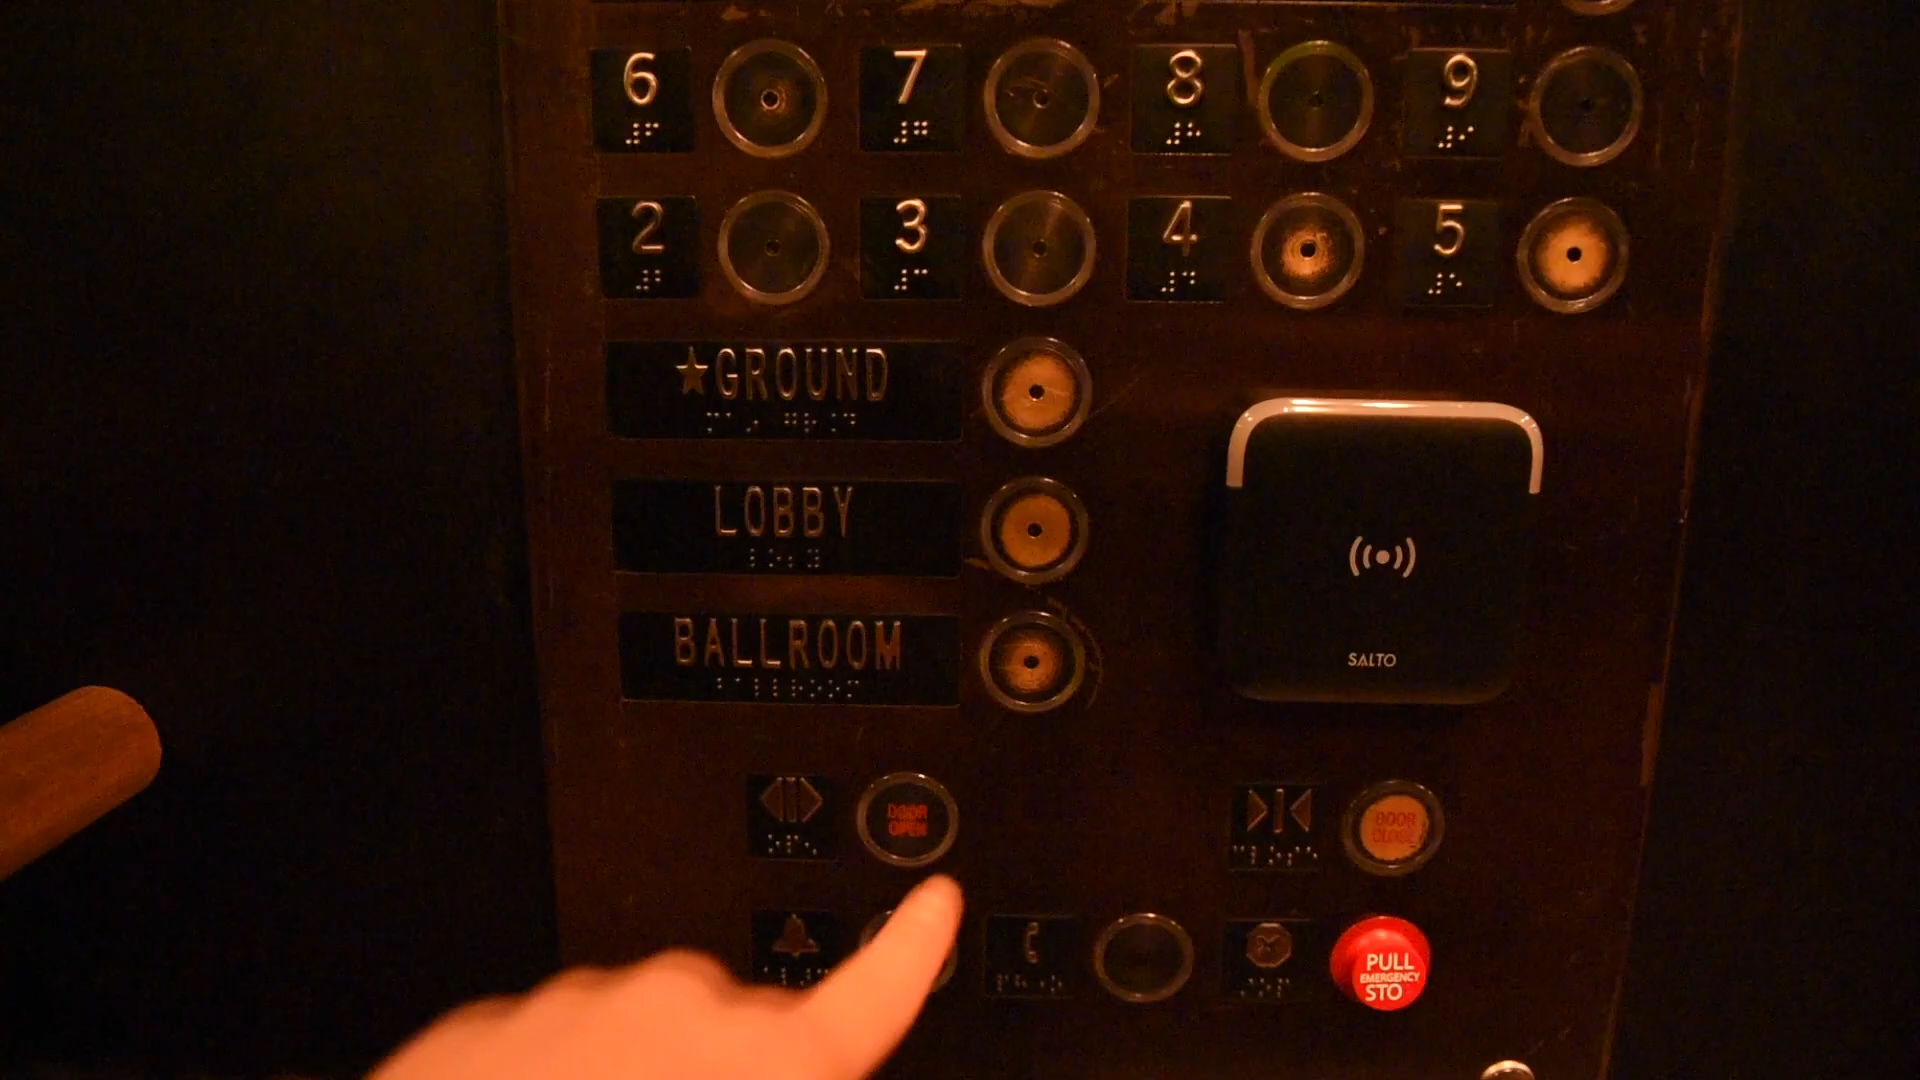 6 7 8 9
2 3 4 5
★GROUND
LOBBY
BALLROOM
SALTO
DOOR
OPEN
DOOR
CLOSE
PULL
EMERGENCY
STO